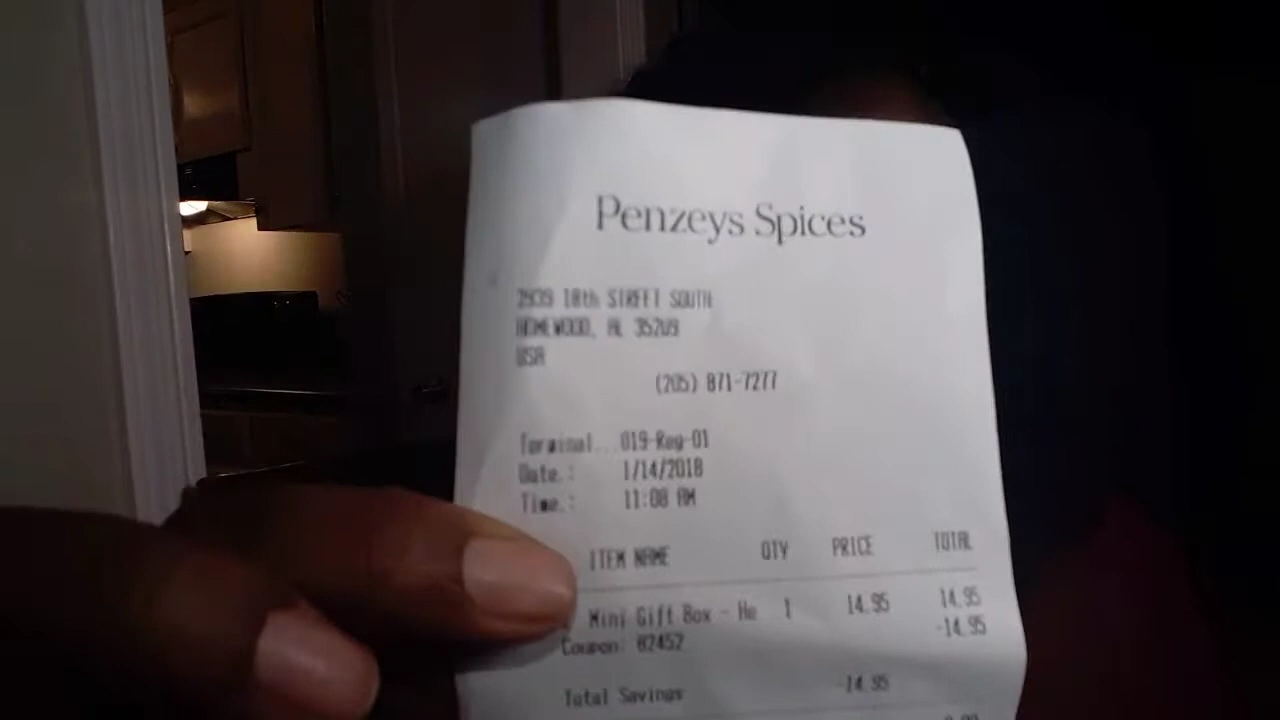 Penzeys Spices
2939 18th STREET SOUTH
HOMEWOOD, AL 35209
USA
(205) 871-7277
Terminal...019-Reg-01
Date.: 1/14/2018
Time.: 11:08 AM
ITEM NAME QTY PRICE TOTAL
Mini Gift Box - He 1 14.95 14.95
-14.95
Coupon: 82452
Total Savings -14.95